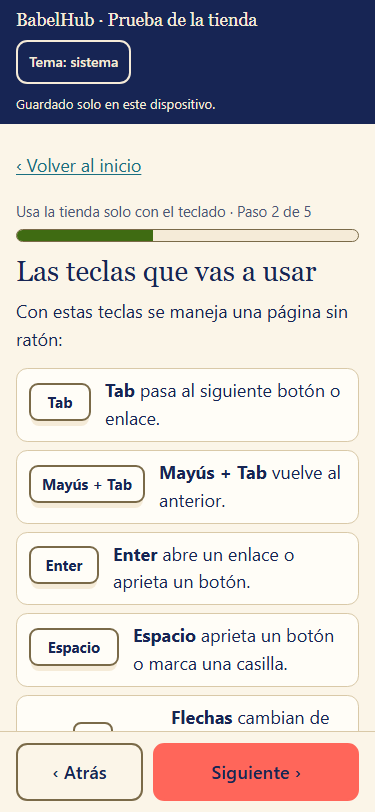 BabelHub · Prueba de la tienda
Tema: sistema
Guardado solo en este dispositivo.
‹ Volver al inicio
Usa la tienda solo con el teclado · Paso 2 de 5
Las teclas que vas a usar
Con estas teclas se maneja una página sin
ratón:
Tab
Tab pasa al siguiente botón o
enlace.
Mayús + Tab
Mayús + Tab vuelve al
anterior.
Enter
Enter abre un enlace o
aprieta un botón.
Espacio
Espacio aprieta un botón
o marca una casilla.
Flechas cambian de
‹ Atrás
Siguiente ›